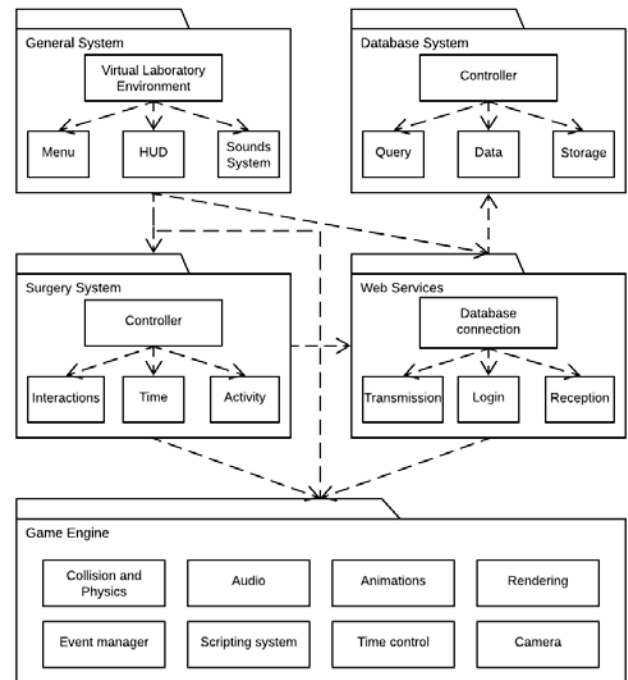 General System
Virtual Laboratory
Environment
Menu
HUD
Sounds
System
Database System
Controller
Query
Data
Storage
Surgery System
Controller
Interactions
Time
Activity
Web Services
Database
connection
Transmission
Login
Reception
Game Engine
Collision and
Physics
Audio
Animations
Rendering
Event manager
Scripting system
Time control
Camera